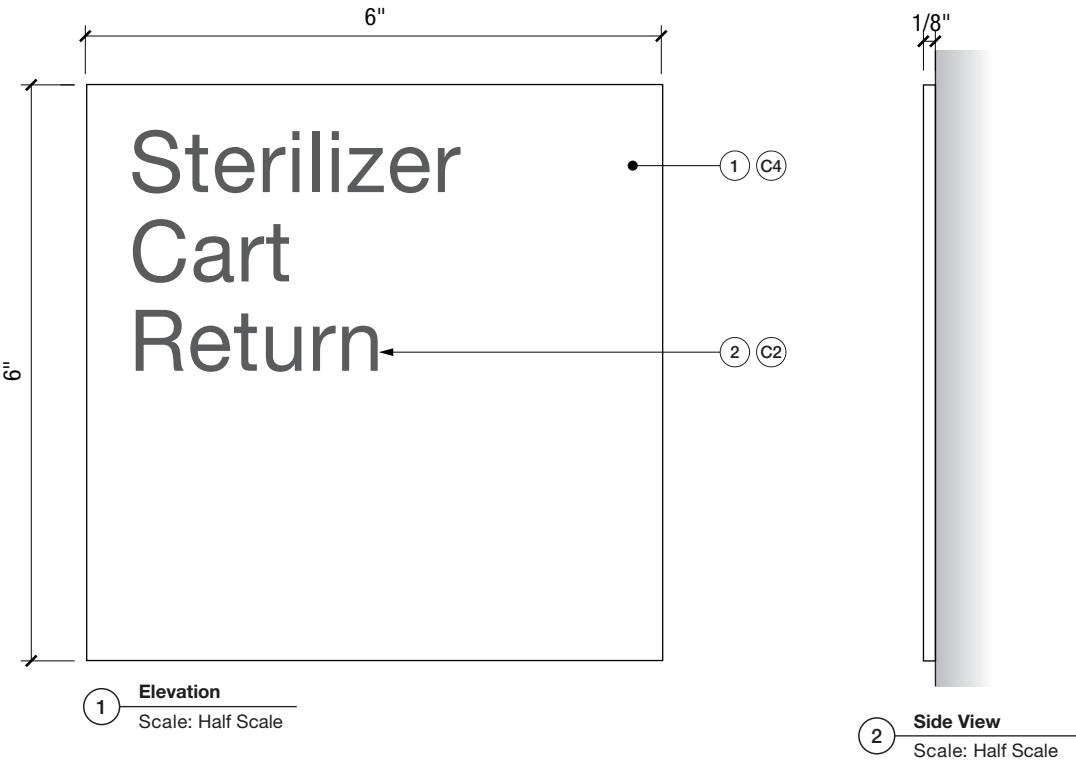 6"
1/8"
Sterilizer
Cart
Return
1 C4
2 C2
6"
1 Elevation
Scale: Half Scale
2 Side View
Scale: Half Scale